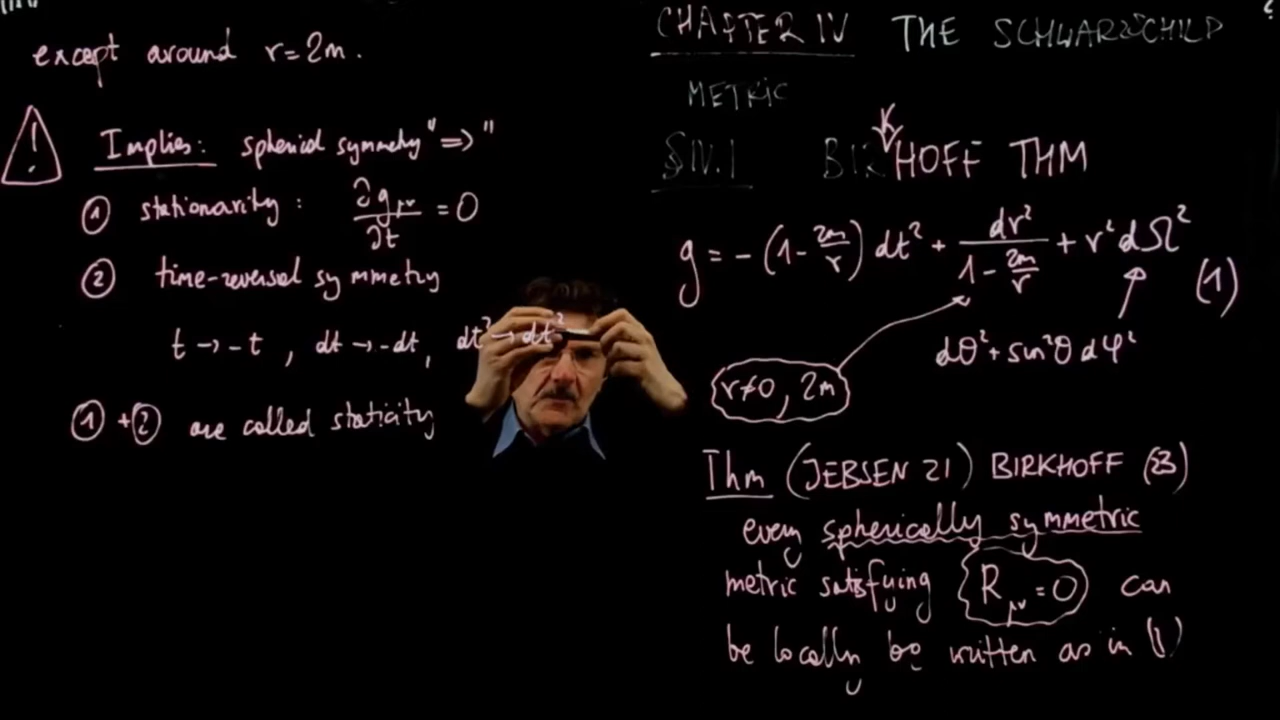 except around r=2m.
! Implies: spherical symmetry "⇒"
① stationarity: ∂g_μν/∂t = 0
② time-reversal symmetry
t → -t, dt → -dt, dt² → dt²
① + ② are called staticity
CHAPTER IV THE SCHWARZSCHILD
METRIC
§IV.1 BIRKHOFF THM
g = -(1 - 2m/r) dt² + dr²/(1 - 2m/r) + r² dΩ² (1)
dθ² + sin²θ dφ²
r≠0, 2m
Thm (JEBSEN 21) BIRKHOFF (23)
every spherically symmetric
metric satisfying R_μν = 0 can
be locally be written as in (1)